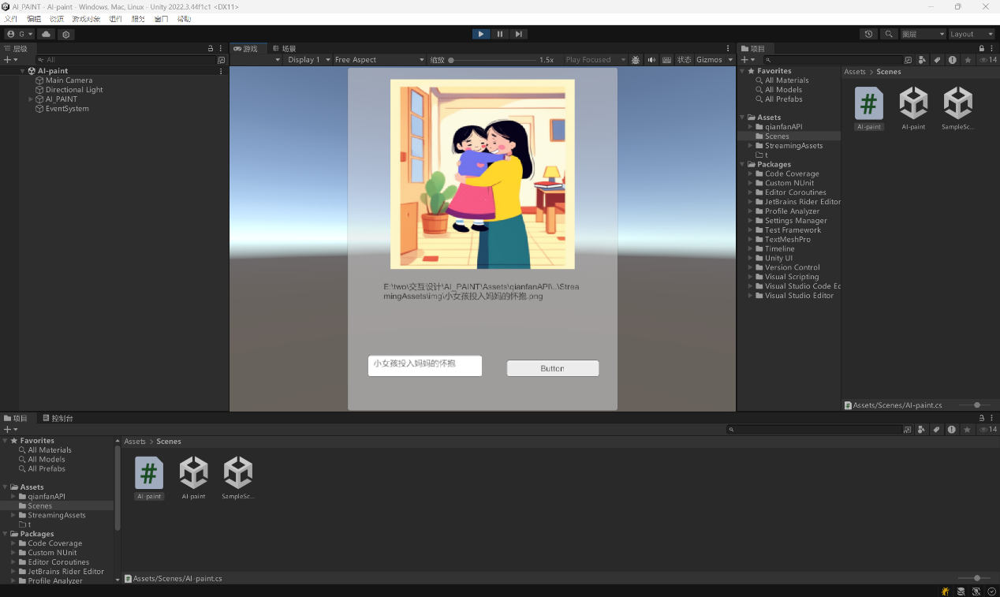 AI_PAINT - AI-paint - Windows, Mac, Linux - Unity 2022.3.44f1c1 <DX11>
文件 编辑 资源 游戏对象 组件 服务 窗口 帮助
G
图层 Layout
层级
All
AI-paint
Main Camera
Directional Light
AI_PAINT
EventSystem
游戏 场景
Display 1 Free Aspect 缩放 1.5x Play Focused 状态 Gizmos
E:\two\交互设计\AI_PAINT\Assets\qianfanAPI\..\Strea
mingAssets\img\小女孩投入妈妈的怀抱.png
小女孩投入妈妈的怀抱
Button
项目
14
Favorites
All Materials
All Models
All Prefabs
Assets
qianfanAPI
Scenes
StreamingAssets
t
Packages
Code Coverage
Custom NUnit
Editor Coroutines
JetBrains Rider Editor
Profile Analyzer
Settings Manager
Test Framework
TextMeshPro
Timeline
Unity UI
Version Control
Visual Scripting
Visual Studio Code Ec
Visual Studio Editor
Assets > Scenes
#
AI-paint AI-paint SampleSc...
Assets/Scenes/AI-paint.cs
项目 控制台
14
Favorites
All Materials
All Models
All Prefabs
Assets
qianfanAPI
Scenes
StreamingAssets
t
Packages
Code Coverage
Custom NUnit
Editor Coroutines
JetBrains Rider Editor
Profile Analyzer
Assets > Scenes
#
AI-paint AI-paint SampleSc...
Assets/Scenes/AI-paint.cs